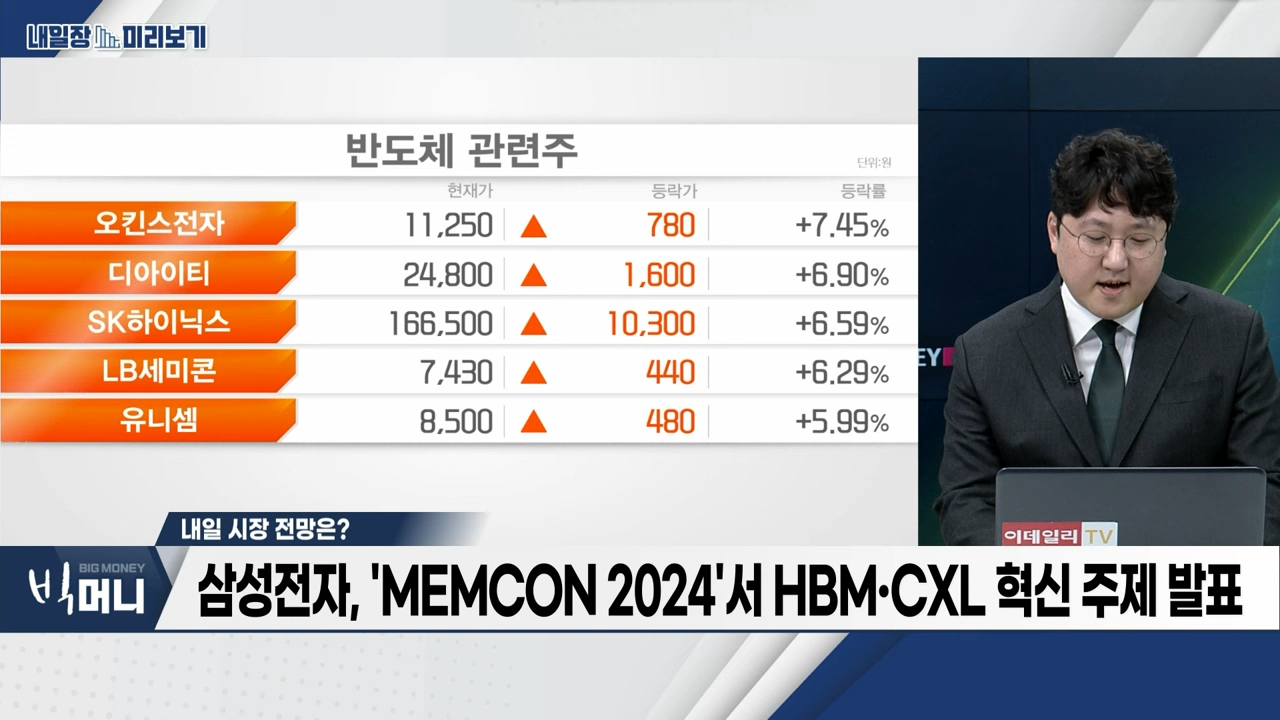 내일장 미리보기
반도체 관련주
단위:원
현재가 등락가 등락률
오킨스전자 11,250 ▲ 780 +7.45%
디아이티 24,800 ▲ 1,600 +6.90%
SK하이닉스 166,500 ▲ 10,300 +6.59%
LB세미콘 7,430 ▲ 440 +6.29%
유니셈 8,500 ▲ 480 +5.99%
EY
이데일리 TV
내일 시장 전망은?
BIG MONEY
빅머니
삼성전자, 'MEMCON 2024'서 HBM·CXL 혁신 주제 발표